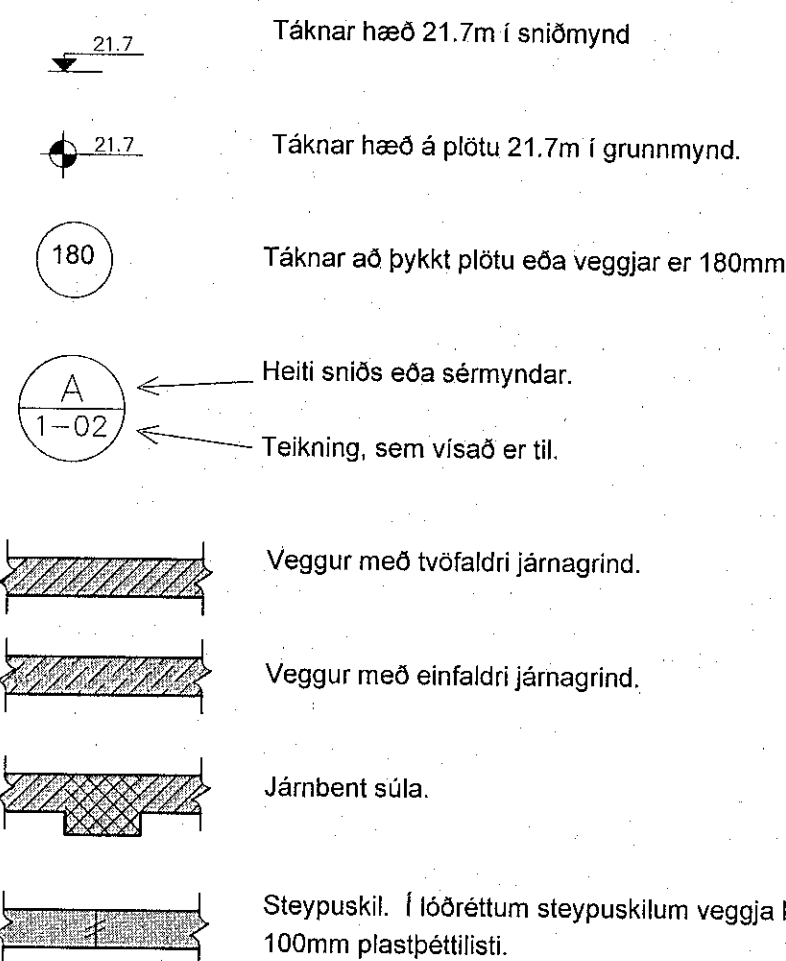 21.7 Táknar hæð 21.7m í sniðmynd
21.7 Táknar hæð á plötu 21.7m í grunnmynd.
180 Táknar að þykkt plötu eða veggjar er 180mm
A Heiti sniðs eða sérmyndar.
1-02 Teikning, sem vísað er til.
Veggur með tvöfaldri járnagrind.
Veggur með einfaldri járnagrind.
Járnbent súla.
Steypuskil. Í lóðréttum steypuskilum veggja
100mm plastþéttilisti.